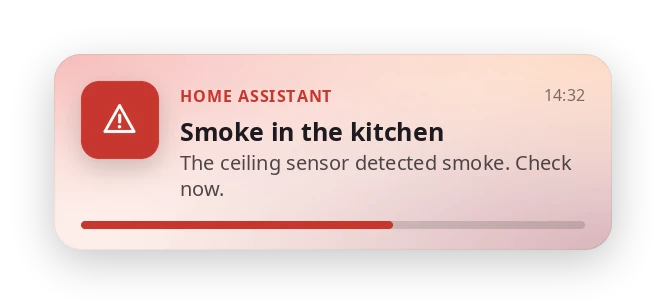 HOME ASSISTANT
14:32
Smoke in the kitchen
The ceiling sensor detected smoke. Check
now.